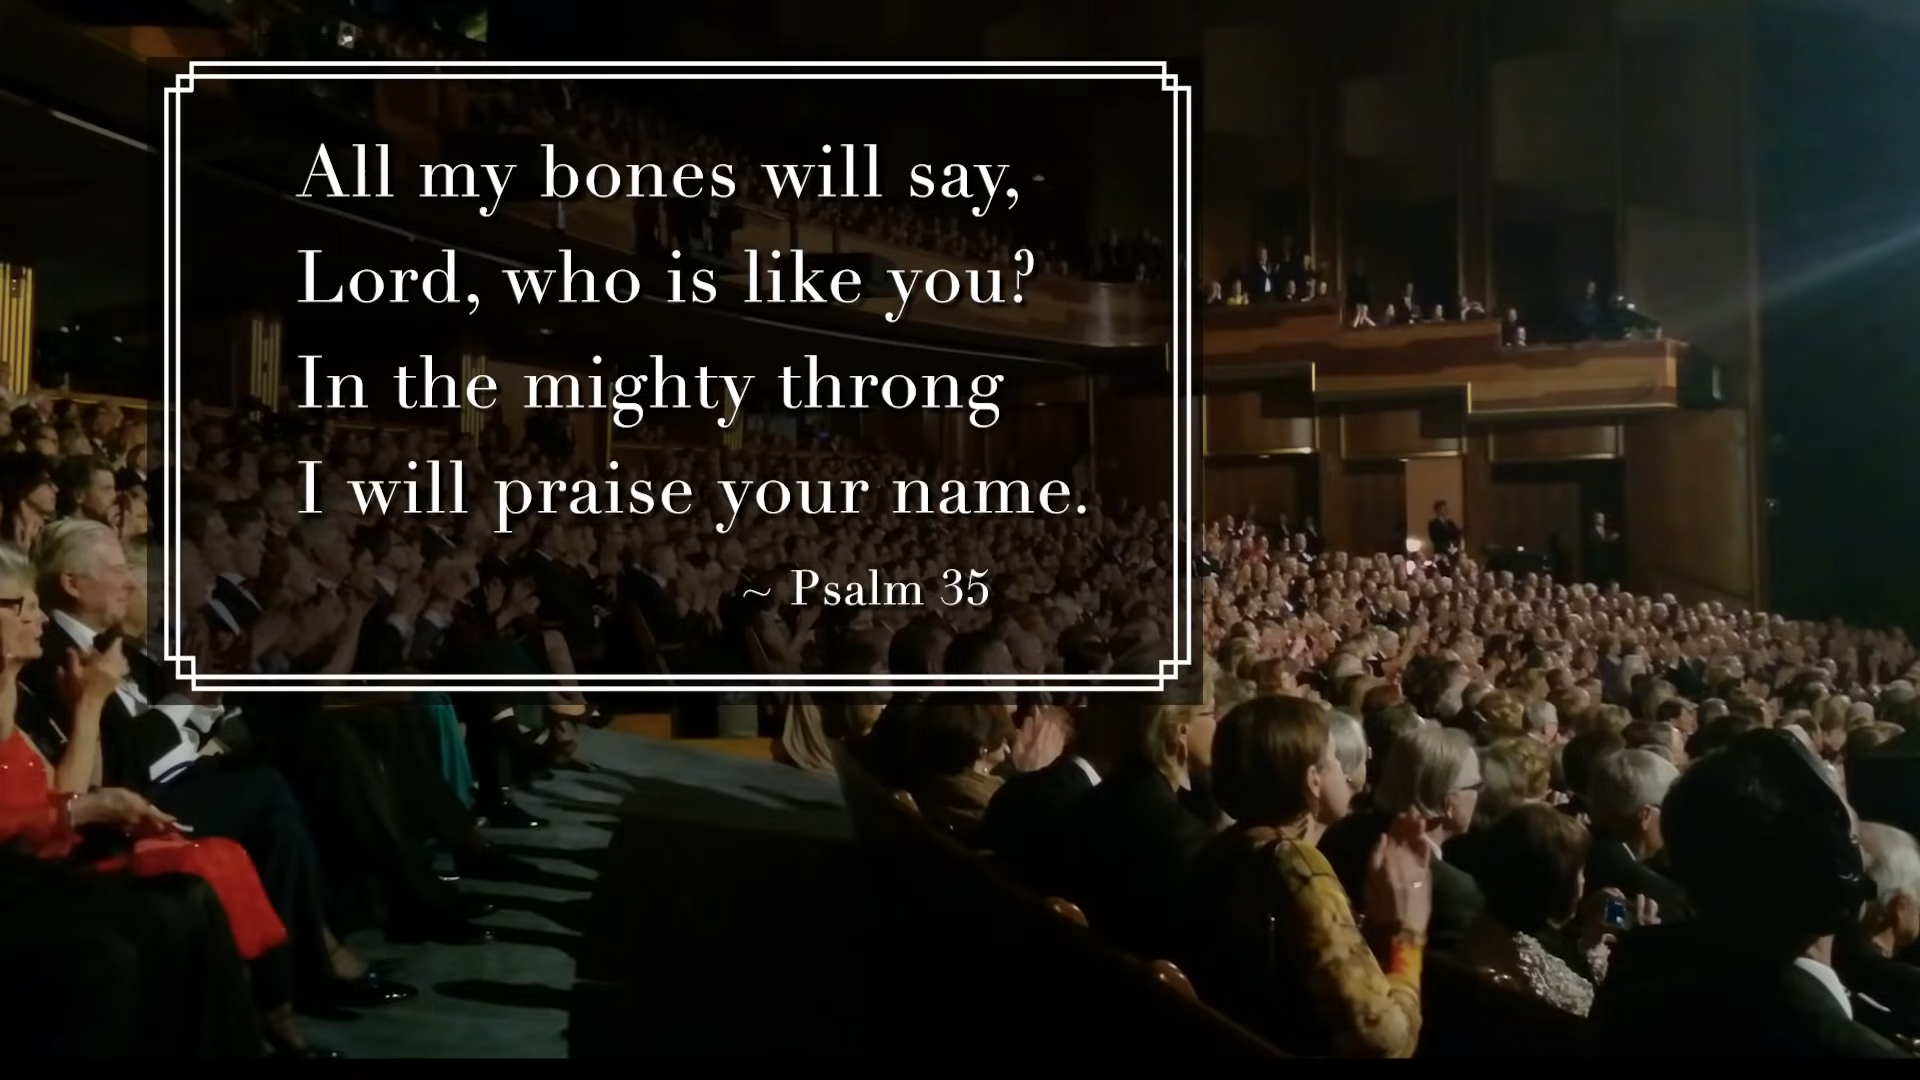 All my bones will say,
Lord, who is like you?
In the mighty throng
I will praise your name.
~ Psalm 35